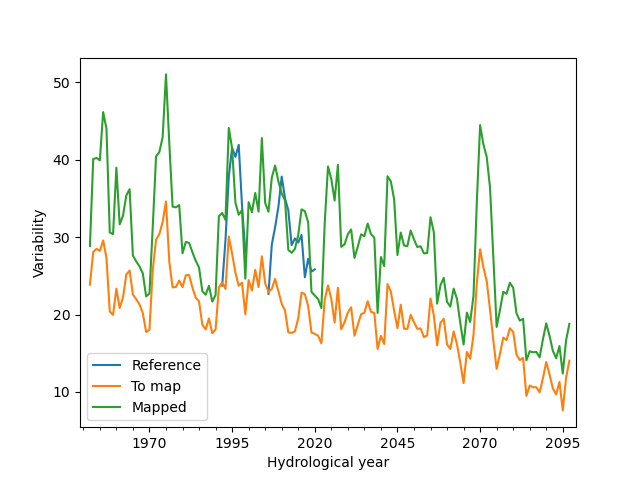 50
40
30
20
10
Variability
Reference
To map
Mapped
1970 1995 2020 2045 2070 2095
Hydrological year